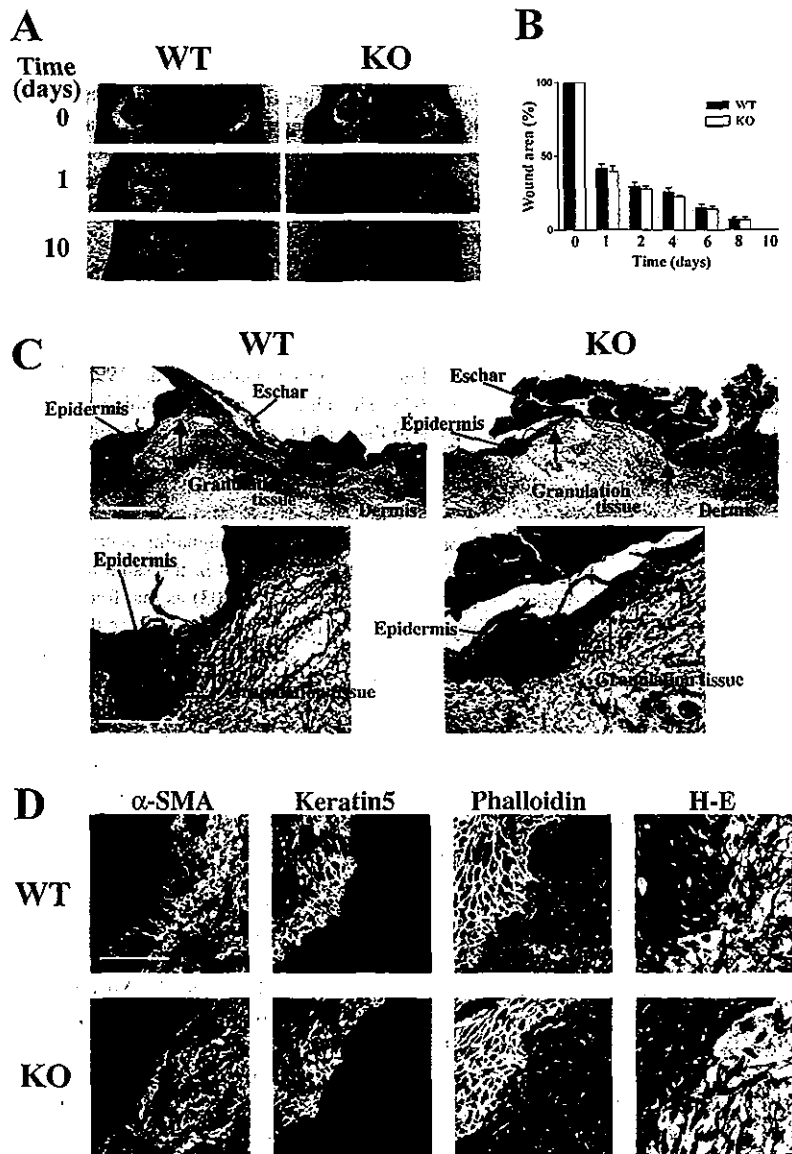 A
WT KO
Time
(days)
0
1
10
B
100
50
0
Wound area (%)
WT
KO
0 1 2 4 6 8 10
Time (days)
C
WT KO
Eschar
Epidermis
Granulation
tissue
Dermis
Eschar
Epidermis
Granulation
tissue
Dermis
Epidermis
Granulation tissue
Epidermis
Granulation tissue
D
α-SMA Keratin5 Phalloidin H-E
WT
KO